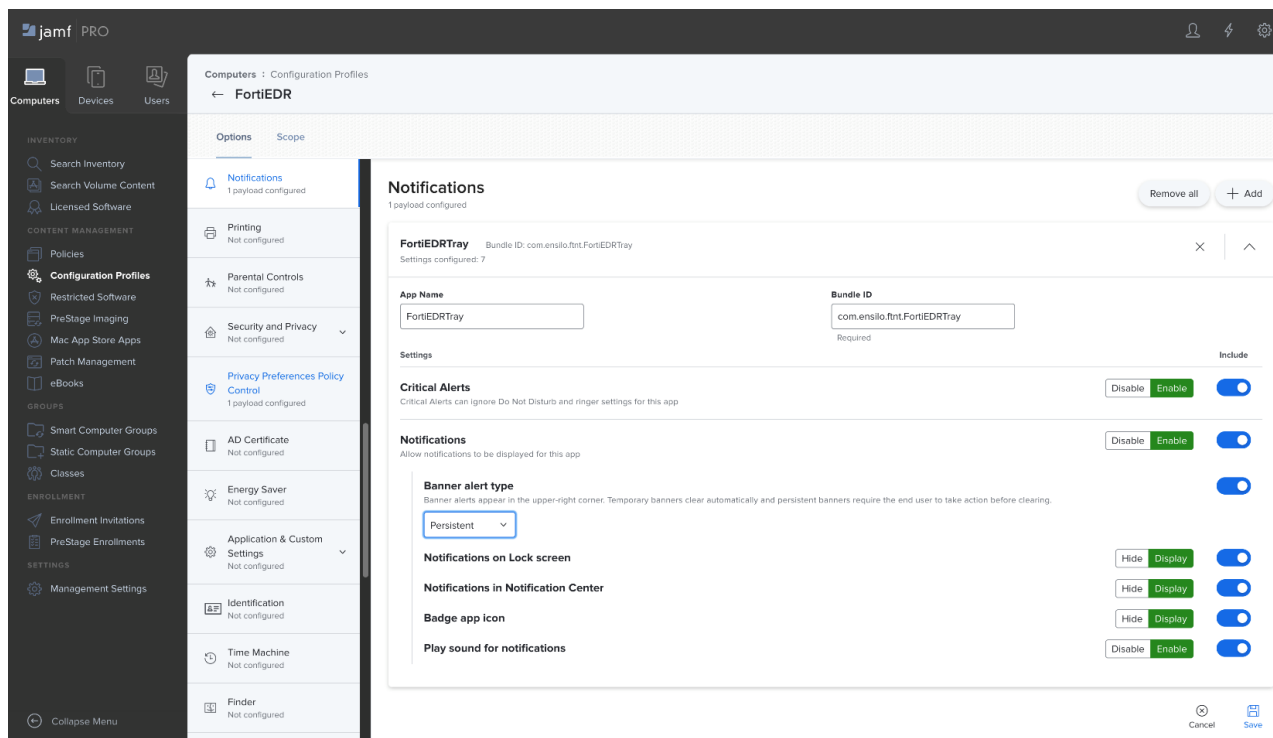 jamf PRO
Computers
Devices
Users
INVENTORY
Search Inventory
Search Volume Content
Licensed Software
CONTENT MANAGEMENT
Policies
Configuration Profiles
Restricted Software
PreStage Imaging
Mac App Store Apps
Patch Management
eBooks
GROUPS
Smart Computer Groups
Static Computer Groups
Classes
ENROLLMENT
Enrollment Invitations
PreStage Enrollments
SETTINGS
Management Settings
Collapse Menu
Computers : Configuration Profiles
← FortiEDR
Options
Scope
Notifications
1 payload configured
Printing
Not configured
Parental Controls
Not configured
Security and Privacy
Not configured
Privacy Preferences Policy
Control
1 payload configured
AD Certificate
Not configured
Energy Saver
Not configured
Application & Custom
Settings
Not configured
Identification
Not configured
Time Machine
Not configured
Finder
Not configured
Notifications
1 payload configured
Remove all
+ Add
FortiEDRTray Bundle ID: com.ensilo.ftnt.FortiEDRTray
Settings configured: 7
App Name
FortiEDRTray
Bundle ID
com.ensilo.ftnt.FortiEDRTray
Required
Settings
Include
Critical Alerts
Critical Alerts can ignore Do Not Disturb and ringer settings for this app
Disable Enable
Notifications
Allow notifications to be displayed for this app
Disable Enable
Banner alert type
Banner alerts appear in the upper-right corner. Temporary banners clear automatically and persistent banners require the end user to take action before clearing.
Persistent
Notifications on Lock screen
Hide Display
Notifications in Notification Center
Hide Display
Badge app icon
Hide Display
Play sound for notifications
Disable Enable
Cancel
Save